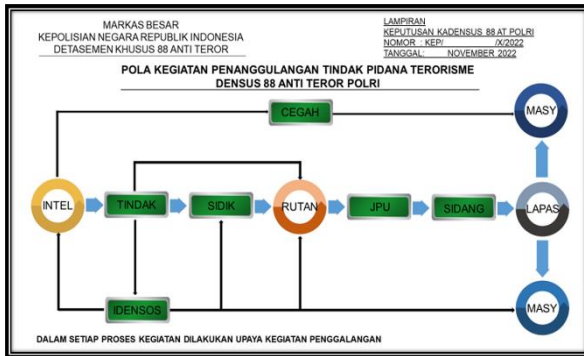 MARKAS BESAR
KEPOLISIAN NEGARA REPUBLIK INDONESIA
DETASEMEN KHUSUS 88 ANTI TEROR
LAMPIRAN
KEPUTUSAN KADENSUS 88 AT POLRI
NOMOR : KEP/ /X/2022
TANGGAL: NOVEMBER 2022
POLA KEGIATAN PENANGGULANGAN TINDAK PIDANA TERORISME
DENSUS 88 ANTI TEROR POLRI
CEGAH
MASY
INTEL
TINDAK
SIDIK
RUTAN
JPU
SIDANG
LAPAS
IDENSOS
MASY
DALAM SETIAP PROSES KEGIATAN DILAKUKAN UPAYA KEGIATAN PENGGALANGAN